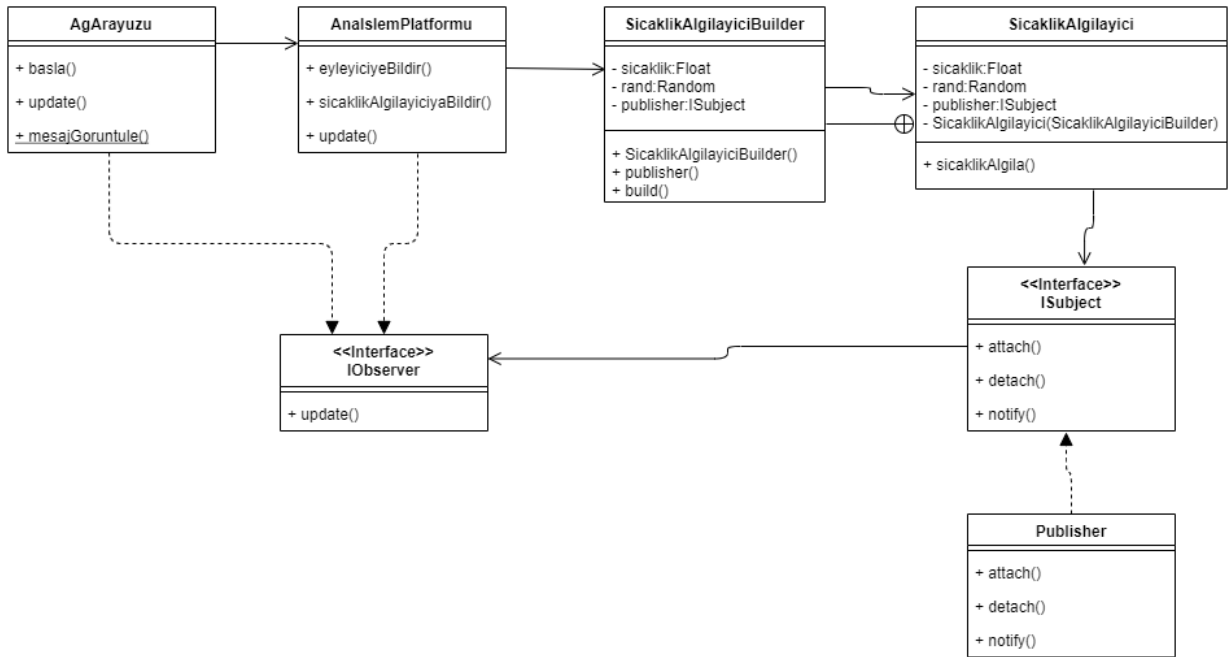 AgArayuzu
+ basla()
+ update()
+ mesajGoruntule()
AnaIslemPlatformu
+ eyleyiciyeBildir()
+ sicaklikAlgilayiciyaBildir()
+ update()
SicaklikAlgilayiciBuilder
- sicaklik:Float
- rand:Random
- publisher:ISubject
+ SicaklikAlgilayiciBuilder()
+ publisher()
+ build()
SicaklikAlgilayici
- sicaklik:Float
- rand:Random
- publisher:ISubject
- SicaklikAlgilayici(SicaklikAlgilayiciBuilder)
+ sicaklikAlgila()
<<Interface>>
IObserver
+ update()
<<Interface>>
ISubject
+ attach()
+ detach()
+ notify()
Publisher
+ attach()
+ detach()
+ notify()